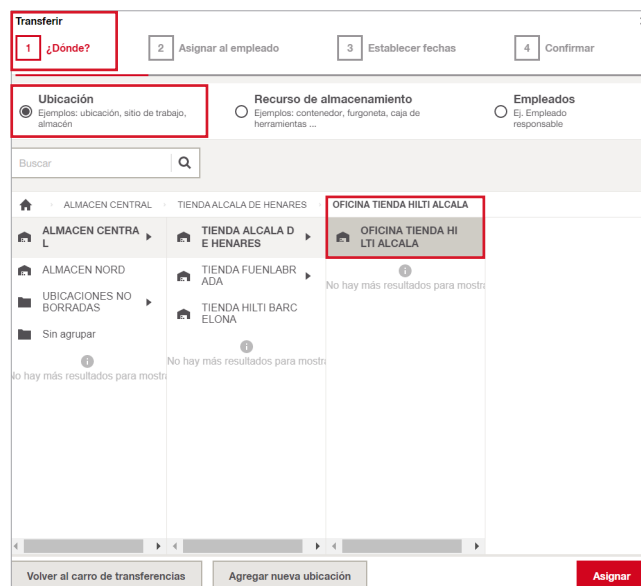 Transferir
1 ¿Dónde? 2 Asignar al empleado 3 Establecer fechas 4 Confirmar
Ubicación
Ejemplos: ubicación, sitio de trabajo,
almacén
Recurso de almacenamiento
Ejemplos: contenedor, furgoneta, caja de
herramientas ...
Empleados
Ej. Empleado
responsable
Buscar
ALMACEN CENTRAL TIENDA ALCALA DE HENARES OFICINA TIENDA HILTI ALCALA
ALMACEN CENTRA
L
ALMACEN NORD
UBICACIONES NO
BORRADAS
Sin agrupar
No hay más resultados para mostra
TIENDA ALCALA D
E HENARES
TIENDA FUENLABR
ADA
TIENDA HILTI BARC
ELONA
No hay más resultados para mostra
OFICINA TIENDA HI
LTI ALCALA
No hay más resultados para mostra
Volver al carro de transferencias Agregar nueva ubicación Asignar